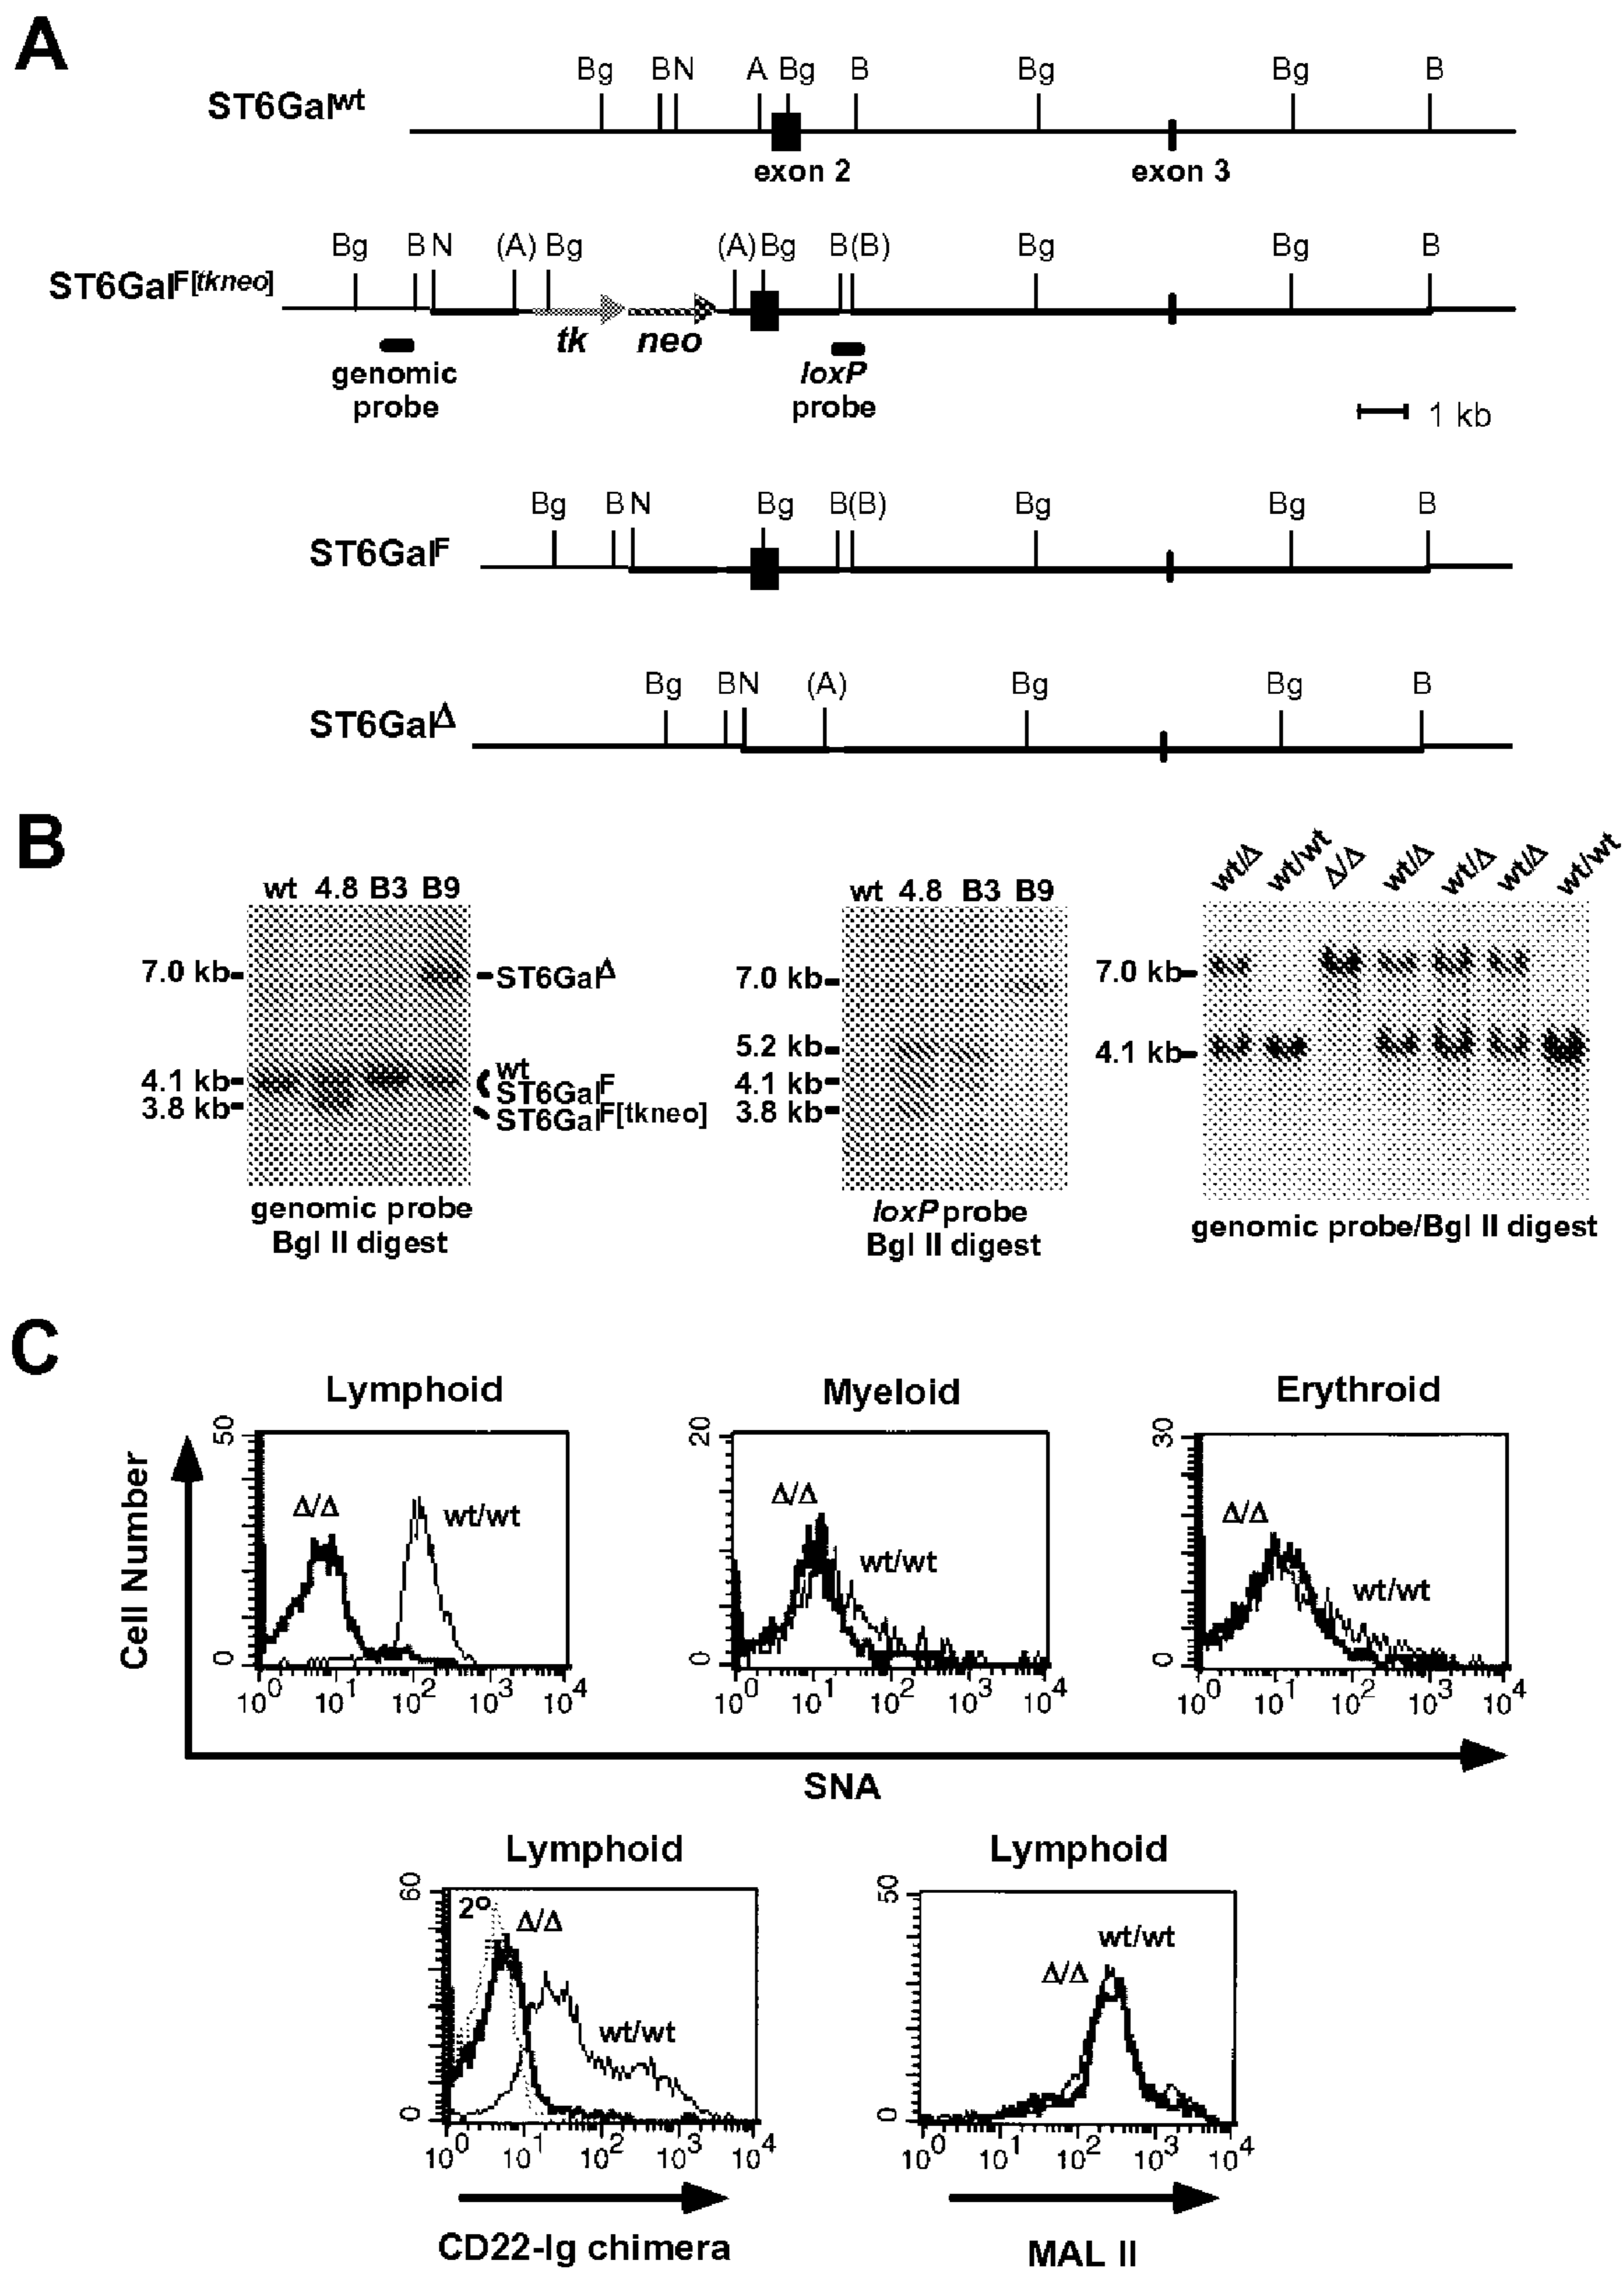 A
Bg B N A Bg B Bg Bg B
ST6Galwt
exon 2 exon 3
Bg B N (A) Bg (A) Bg B(B) Bg Bg B
ST6GalF[tkneo]
tk neo
genomic probe
loxP probe
1 kb
Bg B N Bg B(B) Bg Bg B
ST6GalF
Bg B N (A) Bg Bg B
ST6GalΔ
B
wt 4.8 B3 B9
7.0 kb
4.1 kb
3.8 kb
ST6GalΔ
wt
ST6GalF
ST6GalF[tkneo]
genomic probe
Bgl II digest
wt 4.8 B3 B9
7.0 kb
5.2 kb
4.1 kb
3.8 kb
loxP probe
Bgl II digest
wt/Δ wt/wt Δ/Δ wt/Δ wt/Δ wt/Δ wt/wt
7.0 kb
4.1 kb
genomic probe/Bgl II digest
C
Cell Number
Lymphoid
50
0
Δ/Δ
wt/wt
10^0 10^1 10^2 10^3 10^4
Myeloid
20
0
Δ/Δ
wt/wt
10^0 10^1 10^2 10^3 10^4
Erythroid
30
0
Δ/Δ
wt/wt
10^0 10^1 10^2 10^3 10^4
SNA
Lymphoid
60
0
2°
Δ/Δ
wt/wt
10^0 10^1 10^2 10^3 10^4
CD22-Ig chimera
Lymphoid
50
0
Δ/Δ
wt/wt
10^0 10^1 10^2 10^3 10^4
MAL II